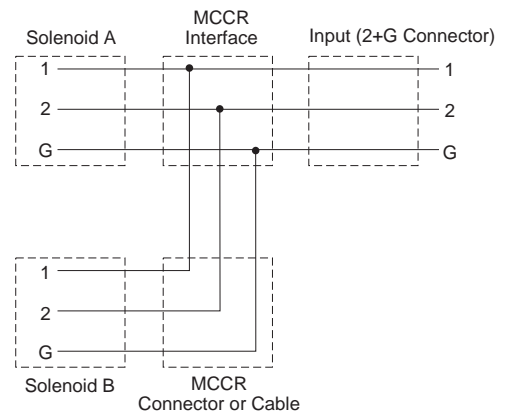 Solenoid A
MCCR
Interface
Input (2+G Connector)
1
1
2
2
G
G
1
2
G
Solenoid B
MCCR
Connector or Cable